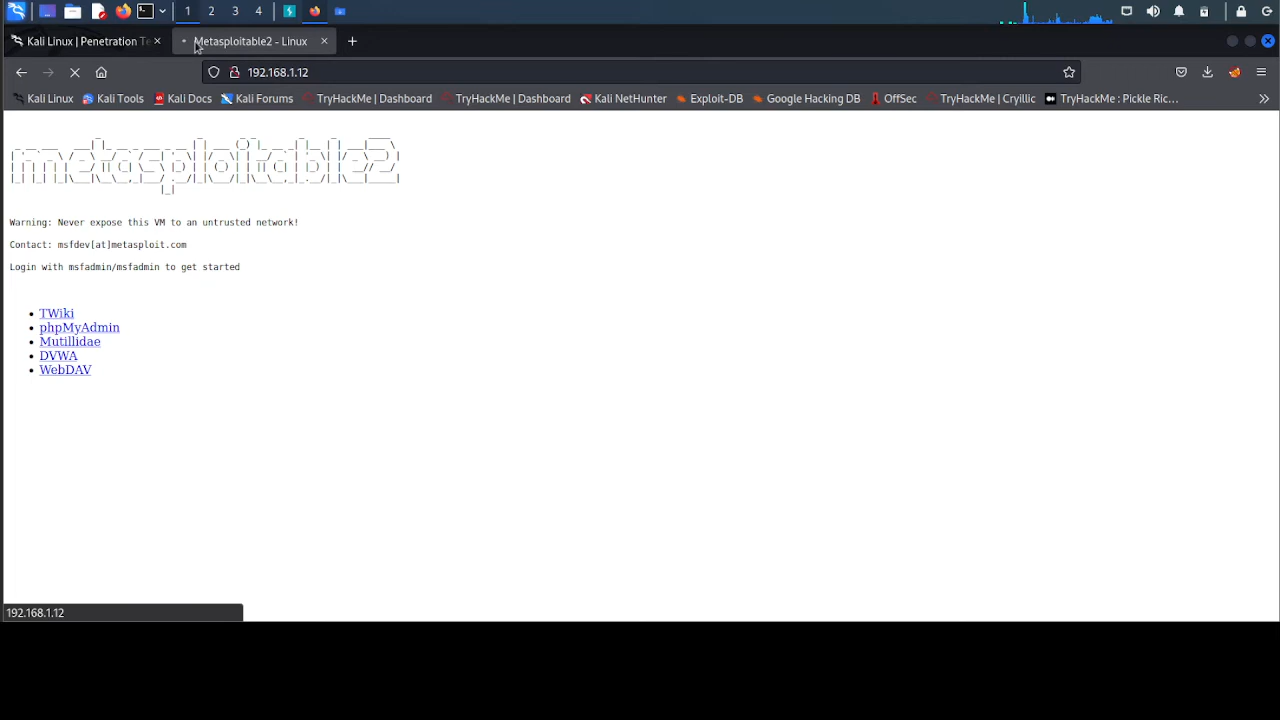 1 2 3 4
Kali Linux | Penetration Te
Metasploitable2 - Linux
192.168.1.12
Kali Linux Kali Tools Kali Docs Kali Forums TryHackMe | Dashboard TryHackMe | Dashboard Kali NetHunter Exploit-DB Google Hacking DB OffSec TryHackMe | Cryillic TryHackMe : Pickle Ric…
metasploitable2
Warning: Never expose this VM to an untrusted network!
Contact: msfdev[at]metasploit.com
Login with msfadmin/msfadmin to get started
TWiki
phpMyAdmin
Mutillidae
DVWA
WebDAV
192.168.1.12